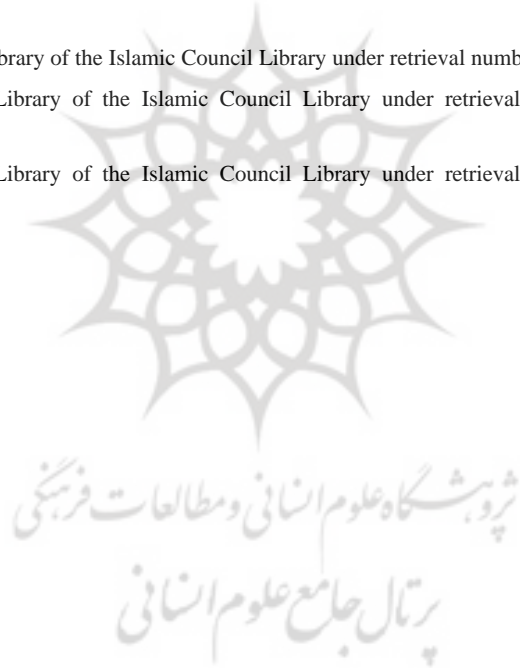 ibrary of the Islamic Council Library under retrieval numb
Library of the Islamic Council Library under retrieval
Library of the Islamic Council Library under retrieval
پژوهشگاه علوم انسانی و مطالعات فرهنگی
پرتال جامع علوم انسانی